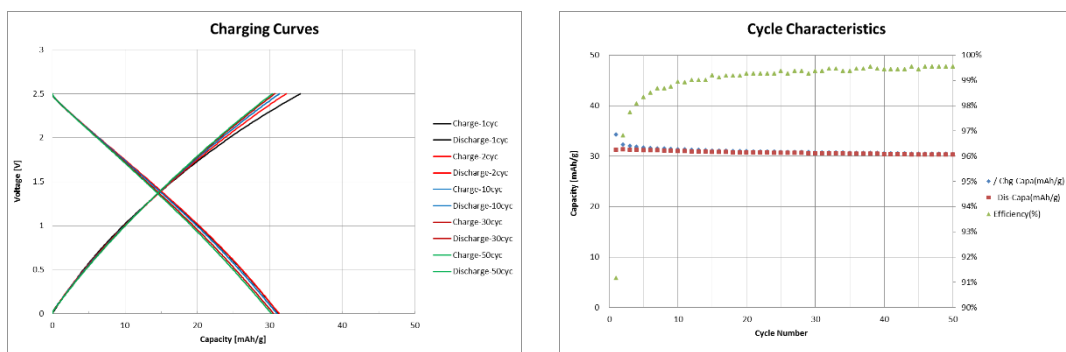 Charging Curves
3
2.5
2
1.5
1
0.5
0
Voltage [V]
0 10 20 30 40 50
Capacity [mAh/g]
Charge-1cyc
Discharge-1cyc
Charge-2cyc
Discharge-2cyc
Charge-10cyc
Discharge-10cyc
Charge-30cyc
Discharge-30cyc
Charge-50cyc
Discharge-50cyc
Cycle Characteristics
50
40
30
20
10
0
Capacity [mAh/g]
100%
99%
98%
97%
96%
95%
94%
93%
92%
91%
90%
0 10 20 30 40 50
Cycle Number
/ Chg Capa(mAh/g)
Dis Capa(mAh/g)
Efficiency(%)